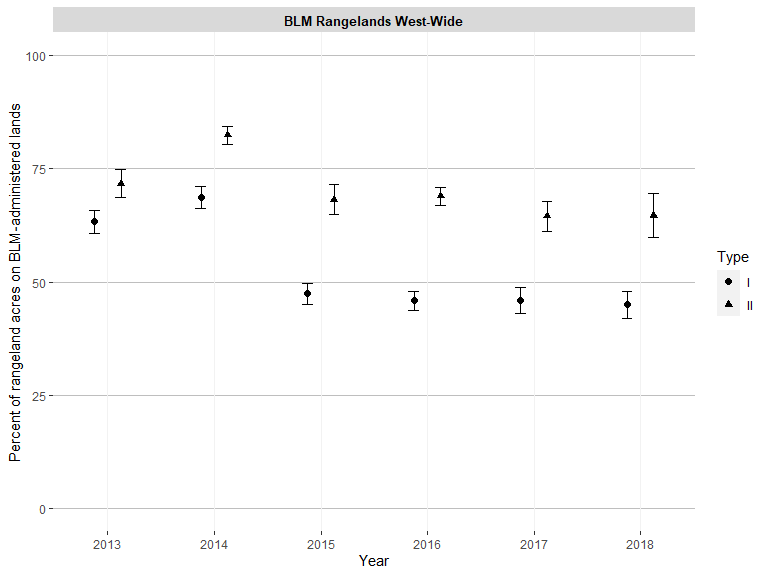 BLM Rangelands West-Wide
Percent of rangeland acres on BLM-administered lands
100
75
50
25
0
2013 2014 2015 2016 2017 2018
Year
Type
I
II